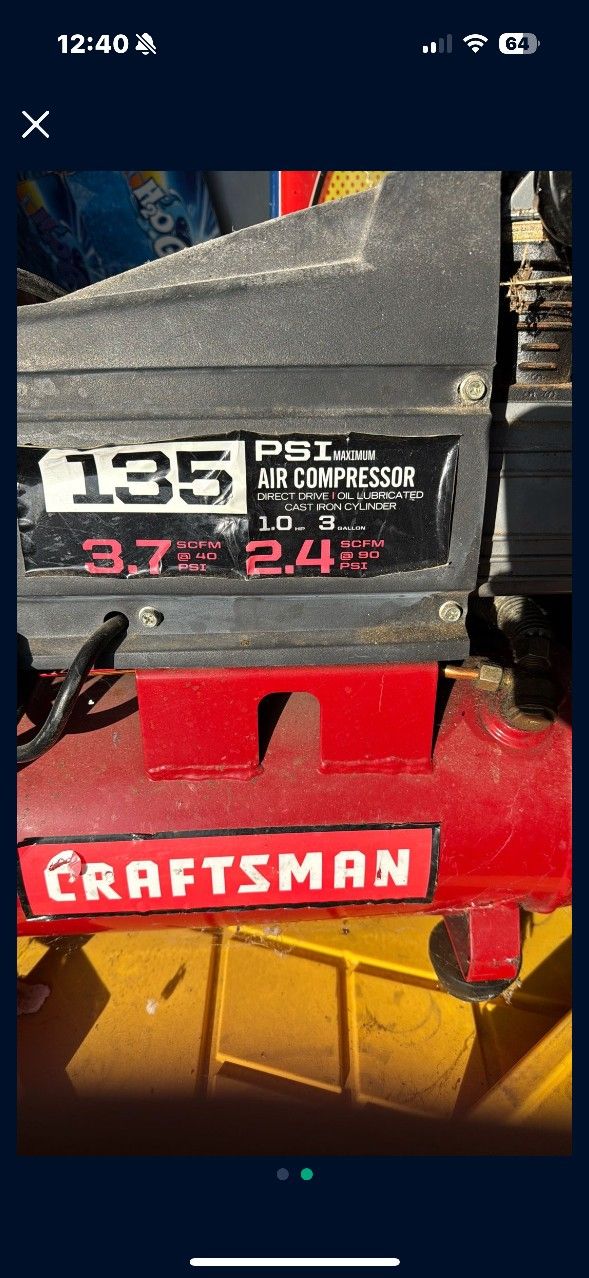 12:40
64
H2O
135
PSI MAXIMUM
AIR COMPRESSOR
DIRECT DRIVE | OIL LUBRICATED
CAST IRON CYLINDER
1.0 HP 3 GALLON
3.7 SCFM @ 40 PSI
2.4 SCFM @ 90 PSI
CRAFTSMAN